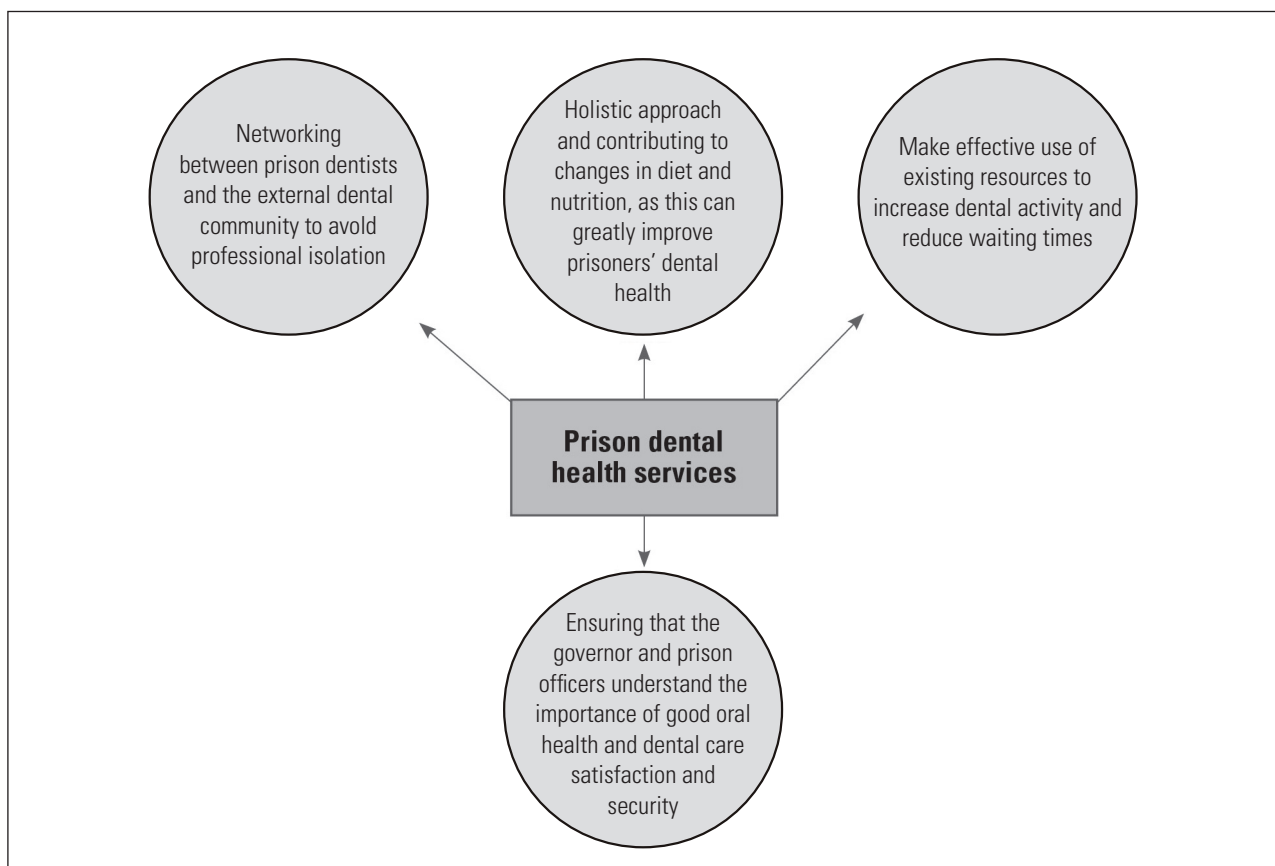 Networking
between prison dentists
and the external dental
community to avold
professional isolation
Holistic approach
and contributing to
changes in diet and
nutrition, as this can
greatly improve
prisoners’ dental
health
Make effective use of
existing resources to
increase dental activity and
reduce waiting times
Prison dental
health services
Ensuring that the
governor and prison
officers understand the
importance of good oral
health and dental care
satisfaction and
security